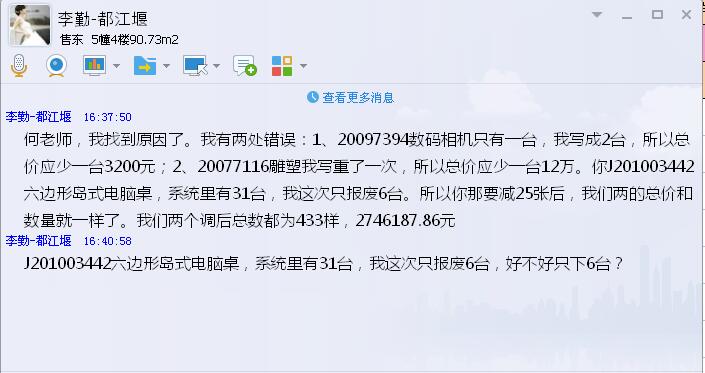 李勤-都江堰
售东 5幢4楼90.73m2
查看更多消息
李勤-都江堰 16:37:50
何老师，我找到原因了。我有两处错误：1、20097394数码相机只有一台，我写成2台，所以总
价应少一台3200元；2、20077116雕塑我写重了一次，所以总价应少一台12万。你J201003442
六边形岛式电脑桌，系统里有31台，我这次只报废6台。所以你那要减25张后，我们两的总价和
数量就一样了。我们两个调后总数都为433样，2746187.86元
李勤-都江堰 16:40:58
J201003442六边形岛式电脑桌，系统里有31台，我这次只报废6台，好不好只下6台？